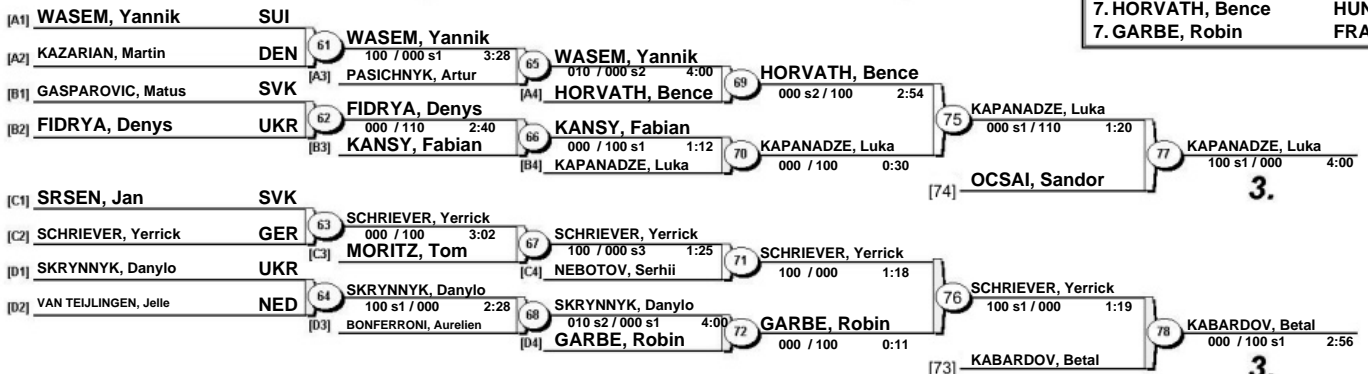 7. HORVATH, Bence HUN
7. GARBE, Robin FRA
[A1] WASEM, Yannik SUI
[A2] KAZARIAN, Martin DEN
61
WASEM, Yannik
100 / 000 s1 3:28
[A3] PASICHNYK, Artur
[B1] GASPAROVIC, Matus SVK
[B2] FIDRYA, Denys UKR
62
FIDRYA, Denys
000 / 110 2:40
[B3] KANSY, Fabian
65
WASEM, Yannik
010 / 000 s2 4:00
[A4] HORVATH, Bence
66
KANSY, Fabian
000 / 100 s1 1:12
[B4] KAPANADZE, Luka
69
HORVATH, Bence
000 s2 / 100 2:54
70
KAPANADZE, Luka
000 / 100 0:30
75
KAPANADZE, Luka
000 s1 / 110 1:20
[74] OCSAI, Sandor
77
KAPANADZE, Luka
100 s1 / 000 4:00
3.
[C1] SRSEN, Jan SVK
[C2] SCHRIEVER, Yerrick GER
63
SCHRIEVER, Yerrick
000 / 100 3:02
[C3] MORITZ, Tom
[D1] SKRYNNYK, Danylo UKR
[D2] VAN TEIJLINGEN, Jelle NED
64
SKRYNNYK, Danylo
100 s1 / 000 2:28
[D3] BONFERRONI, Aurelien
67
SCHRIEVER, Yerrick
100 / 000 s3 1:25
[C4] NEBOTOV, Serhii
68
SKRYNNYK, Danylo
010 s2 / 000 s1 4:00
[D4] GARBE, Robin
71
SCHRIEVER, Yerrick
100 / 000 1:18
72
GARBE, Robin
000 / 100 0:11
76
SCHRIEVER, Yerrick
100 s1 / 000 1:19
[73] KABARDOV, Betal
78
KABARDOV, Betal
000 / 100 s1 2:56
3.